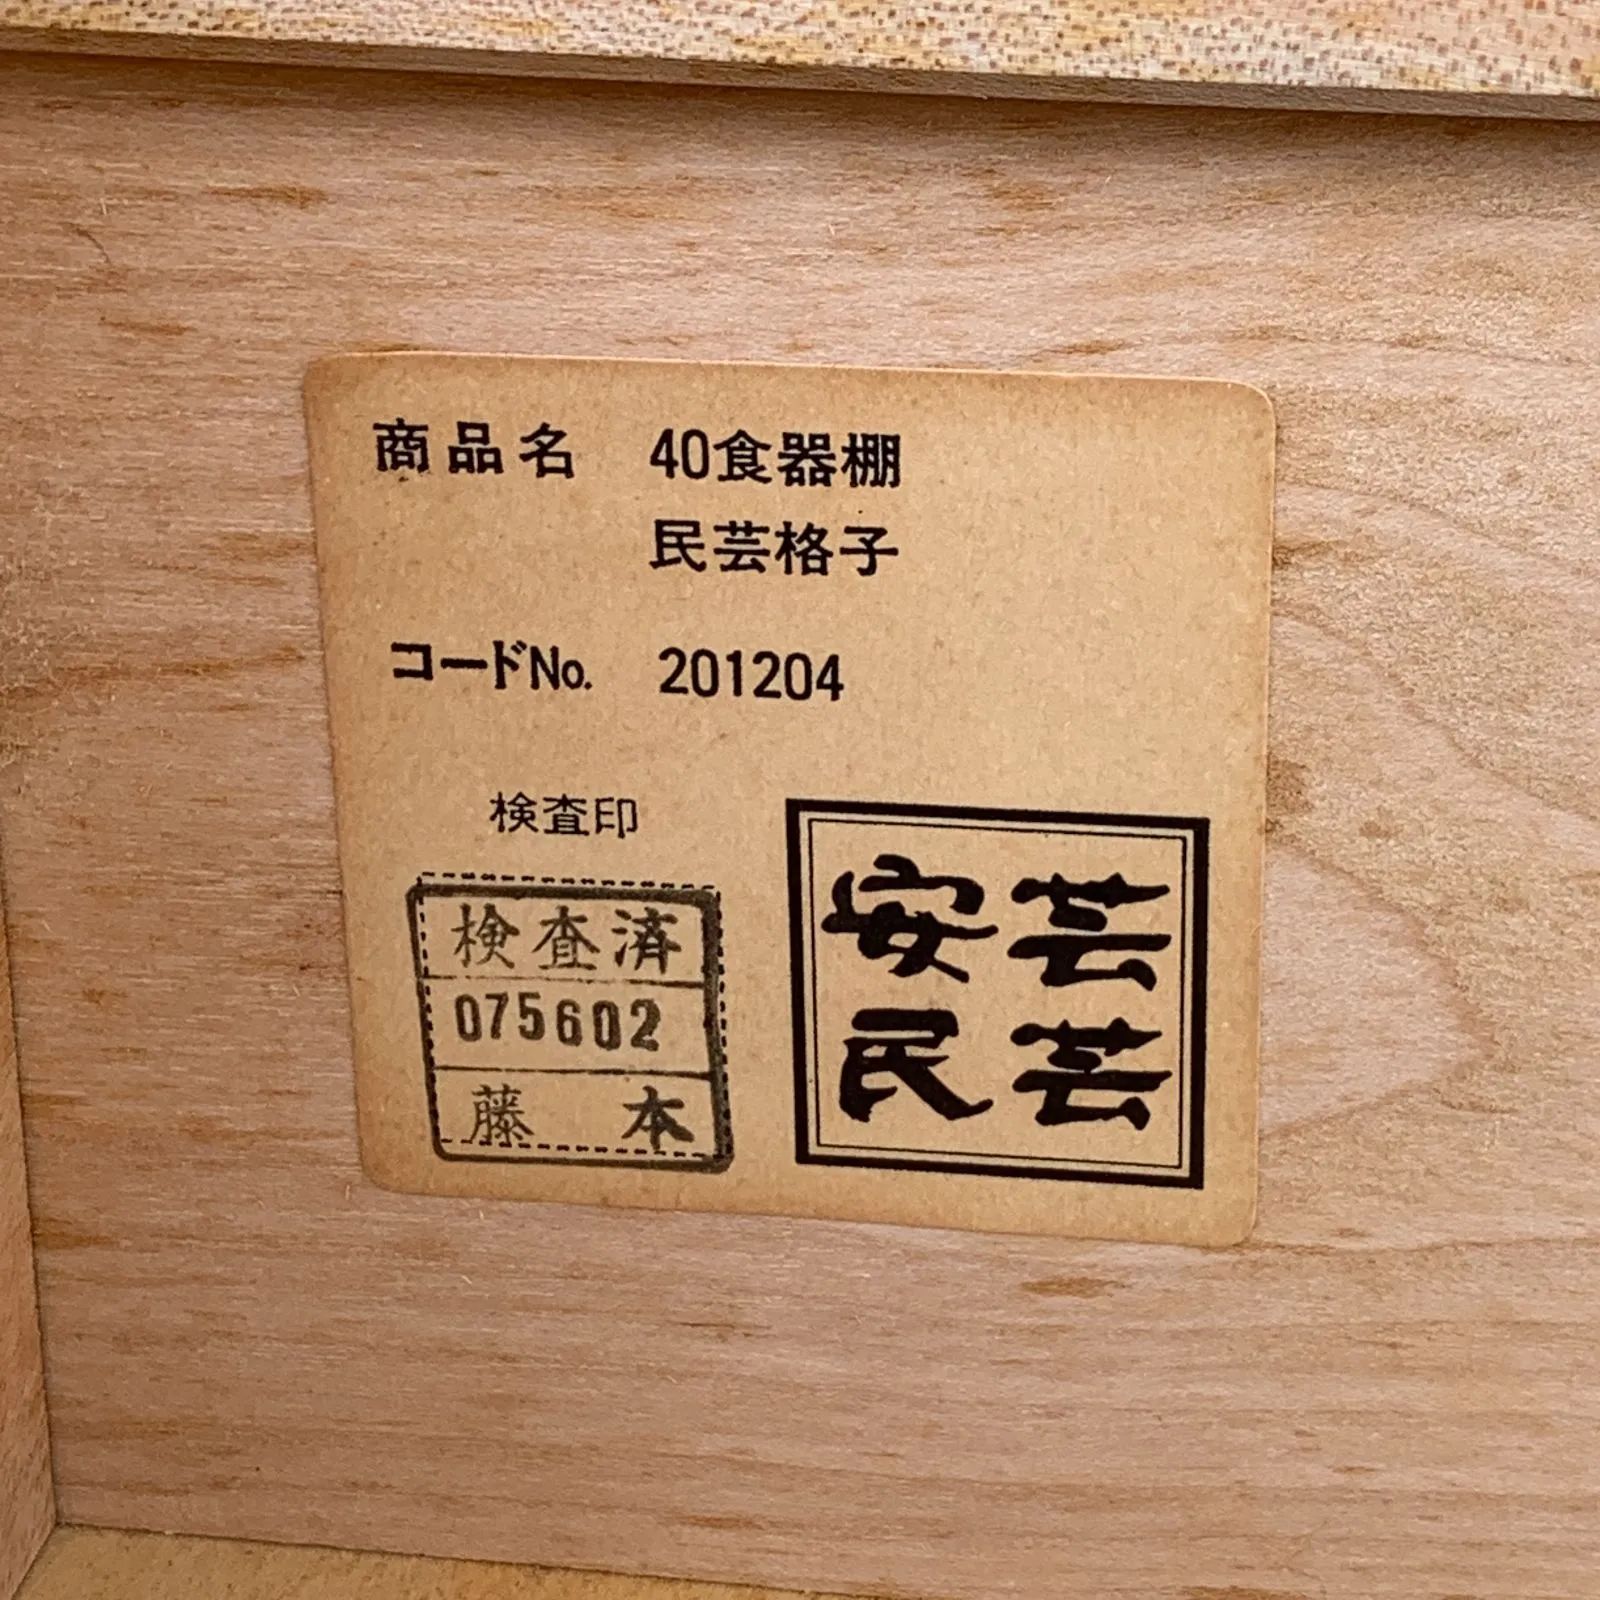 商品名 40食器棚
民芸格子
コードNo. 201204
検査印
検査済
075602
藤本
安芸
民芸